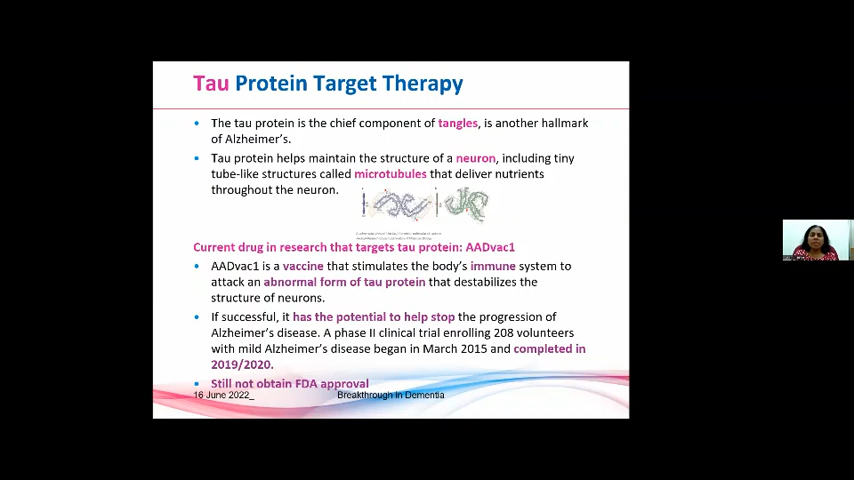 Tau Protein Target Therapy
The tau protein is the chief component of tangles, is another hallmark
of Alzheimer's.
Tau protein helps maintain the structure of a neuron, including tiny
tube-like structures called microtubules that deliver nutrients
throughout the neuron.
Current drug in research that targets tau protein: AADvac1
AADvac1 is a vaccine that stimulates the body's immune system to
attack an abnormal form of tau protein that destabilizes the
structure of neurons.
If successful, it has the potential to help stop the progression of
Alzheimer's disease. A phase II clinical trial enrolling 208 volunteers
with mild Alzheimer's disease began in March 2015 and completed in
2019/2020.
Still not obtain FDA approval
16 June 2022_ Breakthrough In Dementia